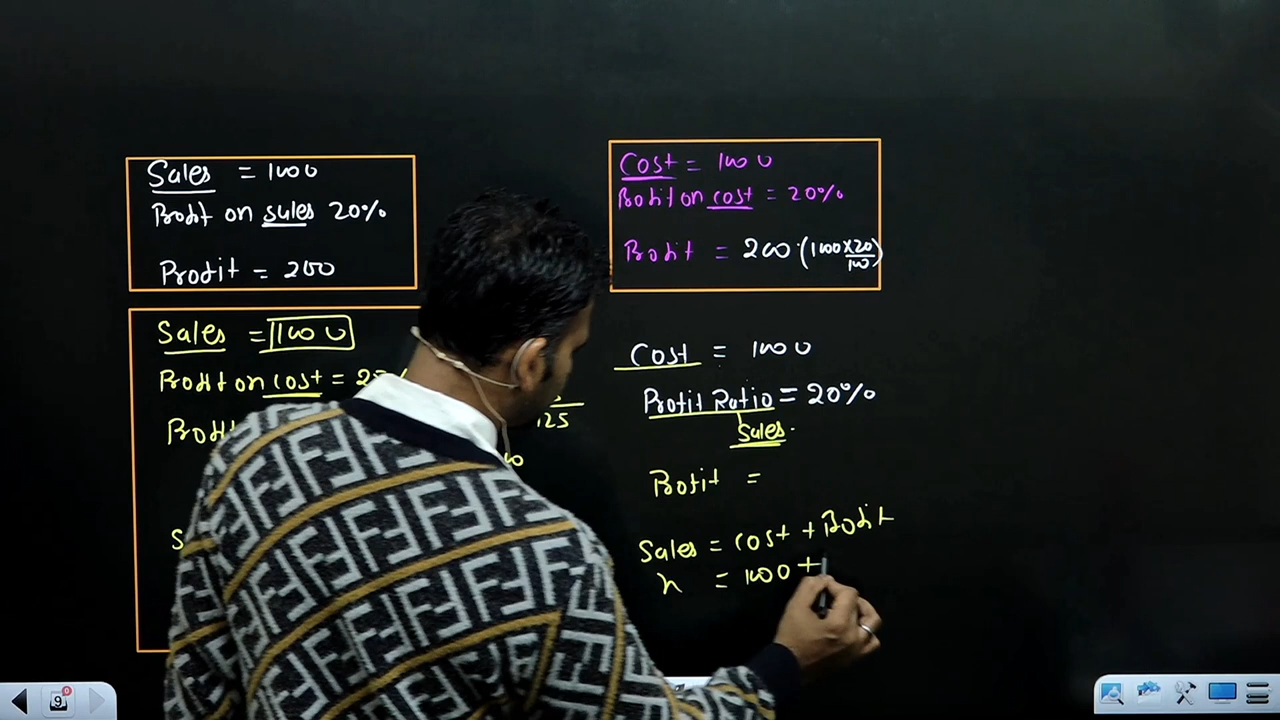 Sales = 1000
Profit on sales 20%
Profit = 200
Cost = 1000
Profit on cost = 20%
Profit = 200 (1000×20/100)
Sales = 1000
Profit on cost =
125
Cost = 1000
Profit Ratio = 20%
Sales.
Profit =
Sales = cost + Profit
x = 1000 +
9